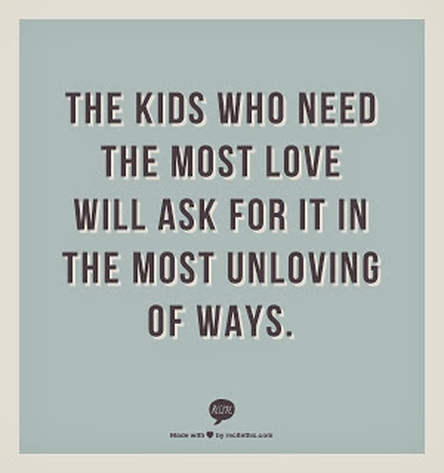 THE KIDS WHO NEED
THE MOST LOVE
WILL ASK FOR IT IN
THE MOST UNLOVING
OF WAYS.
RECITE
Made with ♥ by recitethis.com